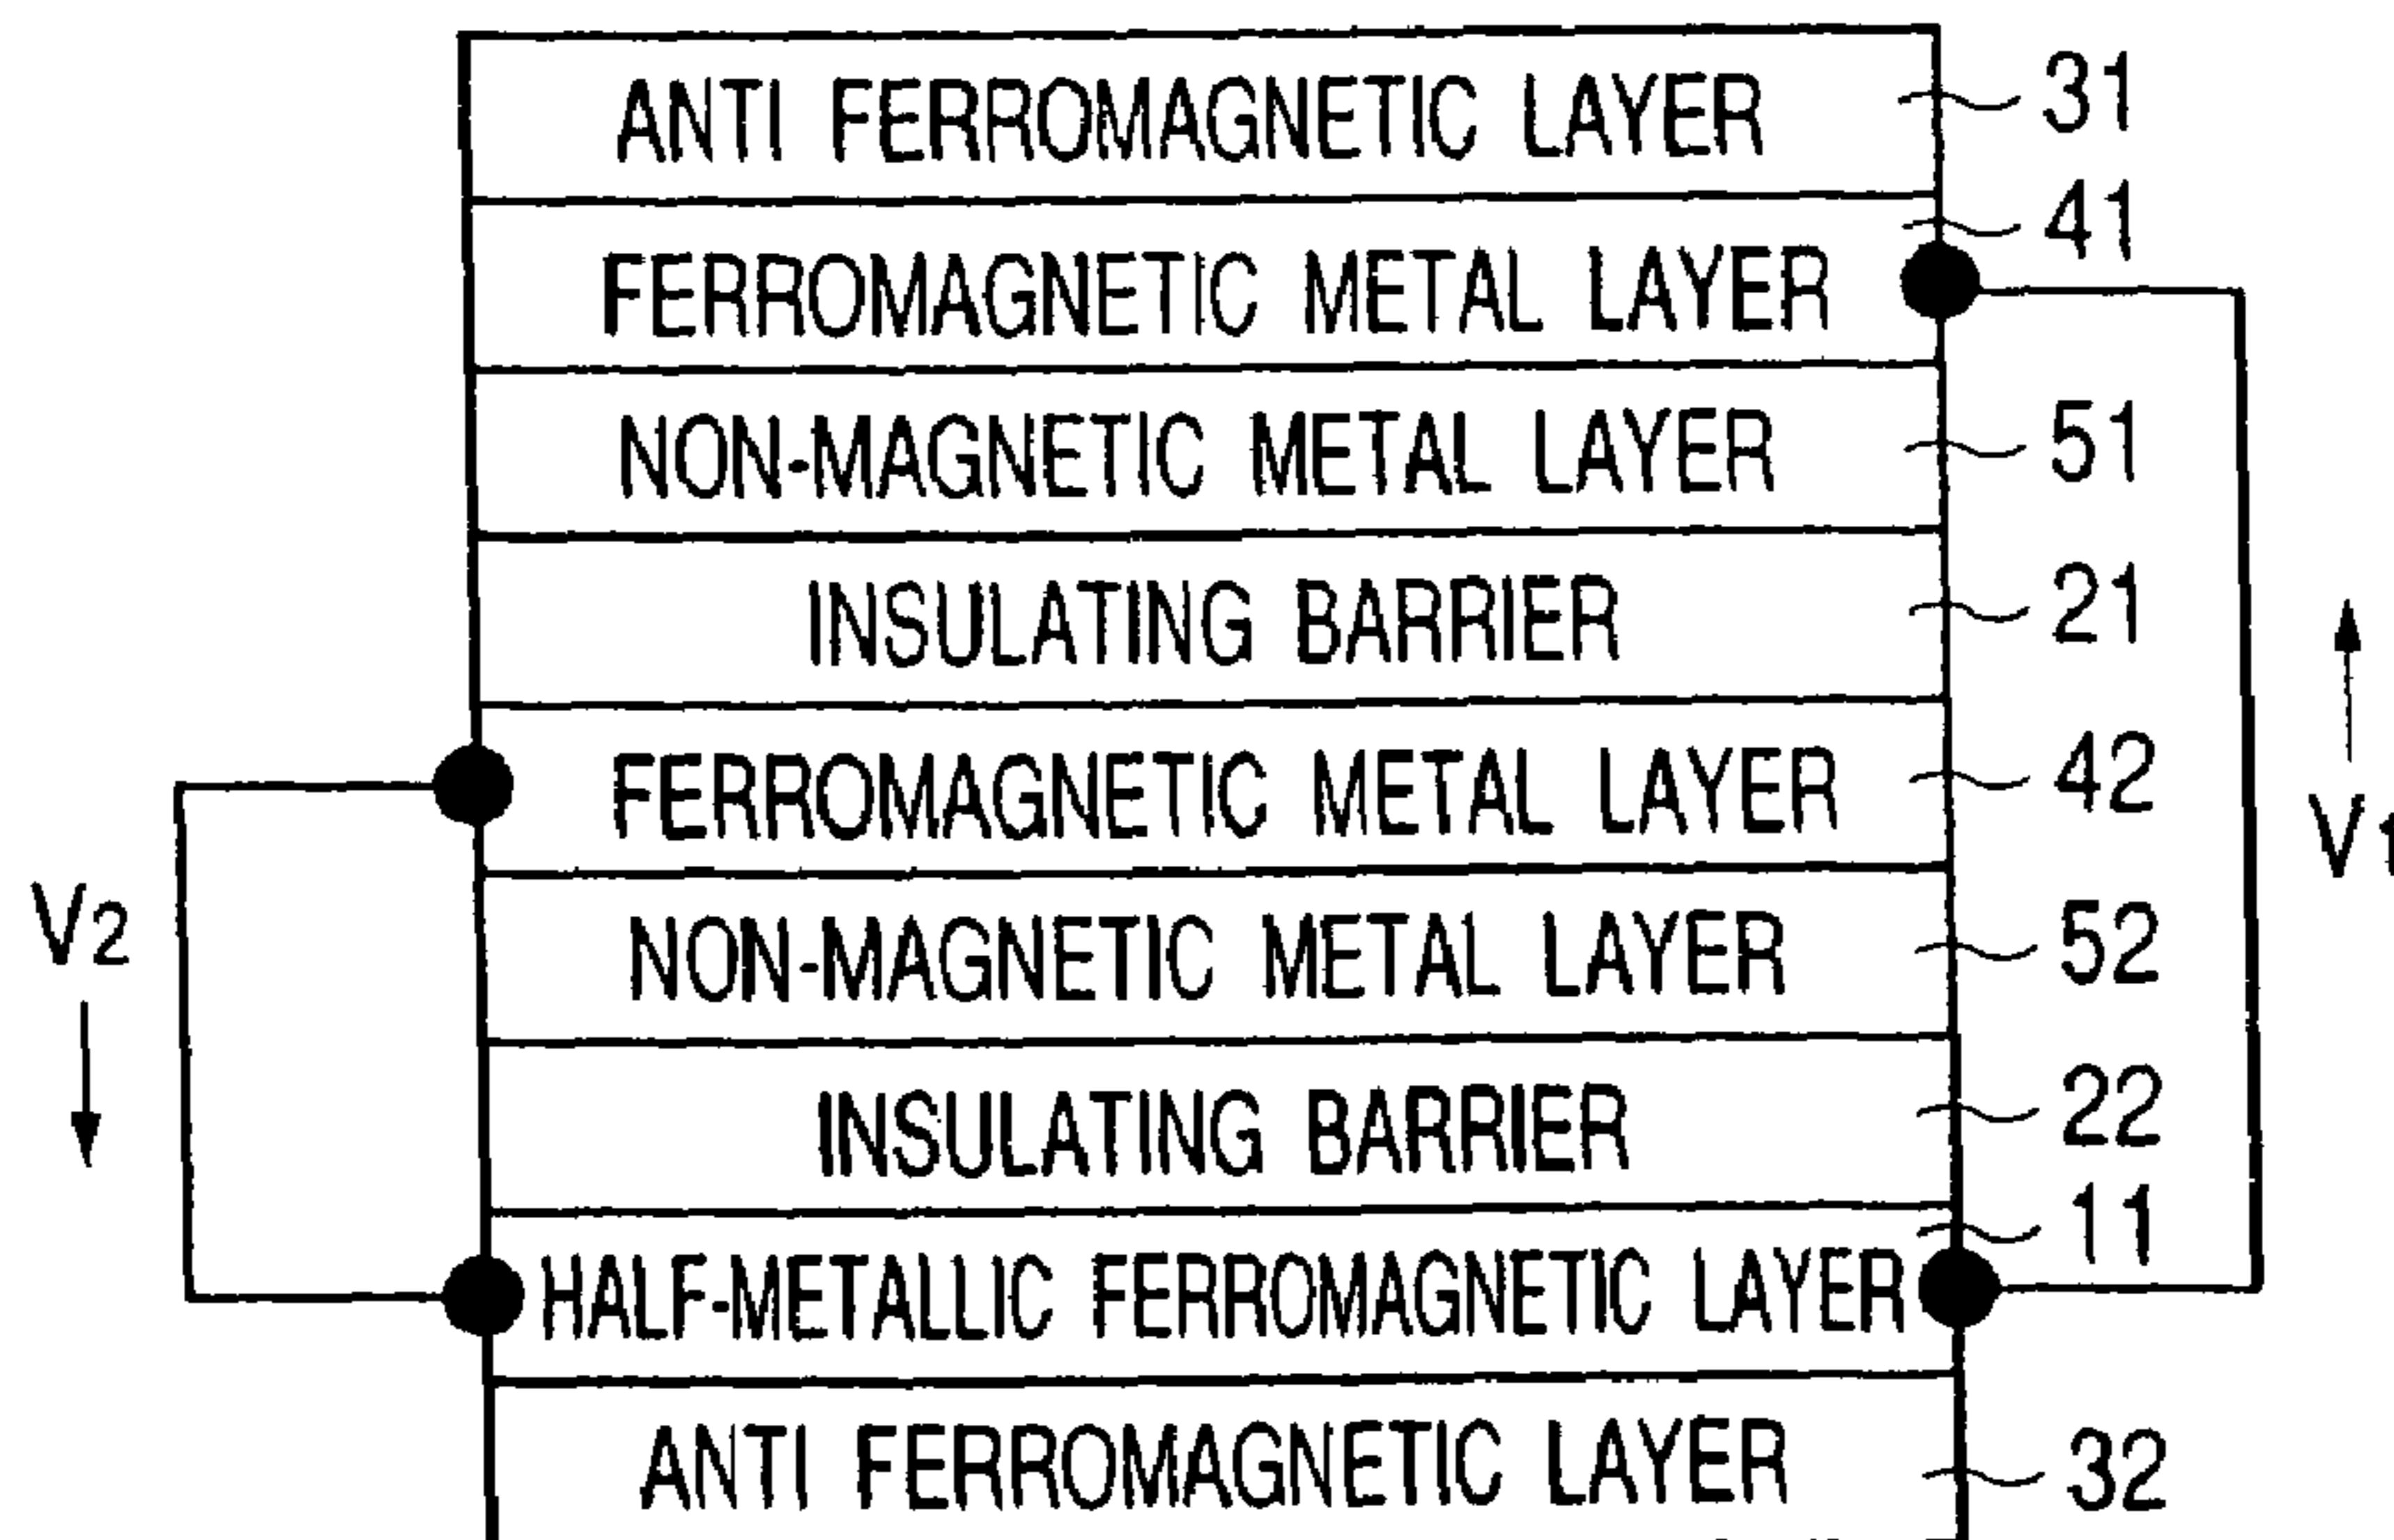 ANTI FERROMAGNETIC LAYER 31
FERROMAGNETIC METAL LAYER 41
NON-MAGNETIC METAL LAYER 51
INSULATING BARRIER 21
FERROMAGNETIC METAL LAYER 42
V1
V2
NON-MAGNETIC METAL LAYER 52
INSULATING BARRIER 22
HALF-METALLIC FERROMAGNETIC LAYER 11
ANTI FERROMAGNETIC LAYER 32